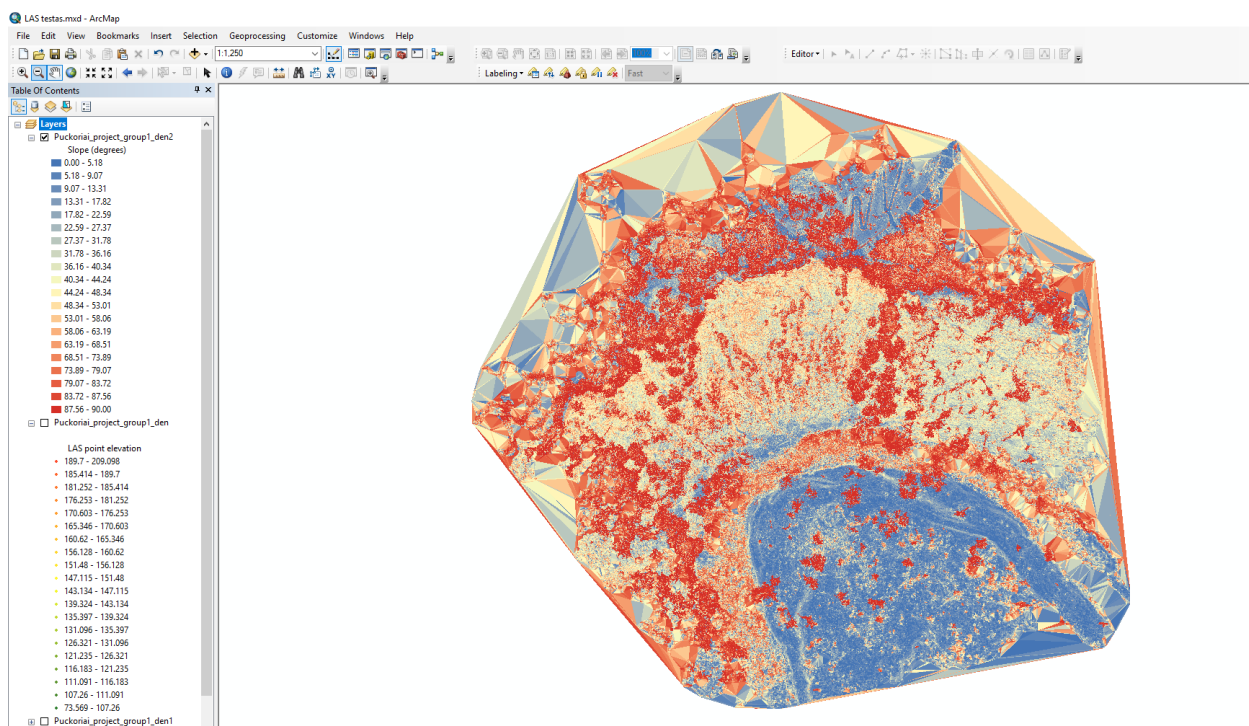 LAS testas.mxd - ArcMap
File Edit View Bookmarks Insert Selection Geoprocessing Customize Windows Help
1:1,250
Editor
Labeling Fast
Table Of Contents
Layers
Puckoriai_project_group1_den2
Slope (degrees)
0.00 - 5.18
5.18 - 9.07
9.07 - 13.31
13.31 - 17.82
17.82 - 22.59
22.59 - 27.37
27.37 - 31.78
31.78 - 36.16
36.16 - 40.34
40.34 - 44.24
44.24 - 48.34
48.34 - 53.01
53.01 - 58.06
58.06 - 63.19
63.19 - 68.51
68.51 - 73.89
73.89 - 79.07
79.07 - 83.72
83.72 - 87.56
87.56 - 90.00
Puckoriai_project_group1_den
LAS point elevation
189.7 - 209.098
185.414 - 189.7
181.252 - 185.414
176.253 - 181.252
170.603 - 176.253
165.346 - 170.603
160.62 - 165.346
156.128 - 160.62
151.48 - 156.128
147.115 - 151.48
143.134 - 147.115
139.324 - 143.134
135.397 - 139.324
131.096 - 135.397
126.321 - 131.096
121.235 - 126.321
116.183 - 121.235
111.091 - 116.183
107.26 - 111.091
73.569 - 107.26
Puckoriai_project_group1_den1